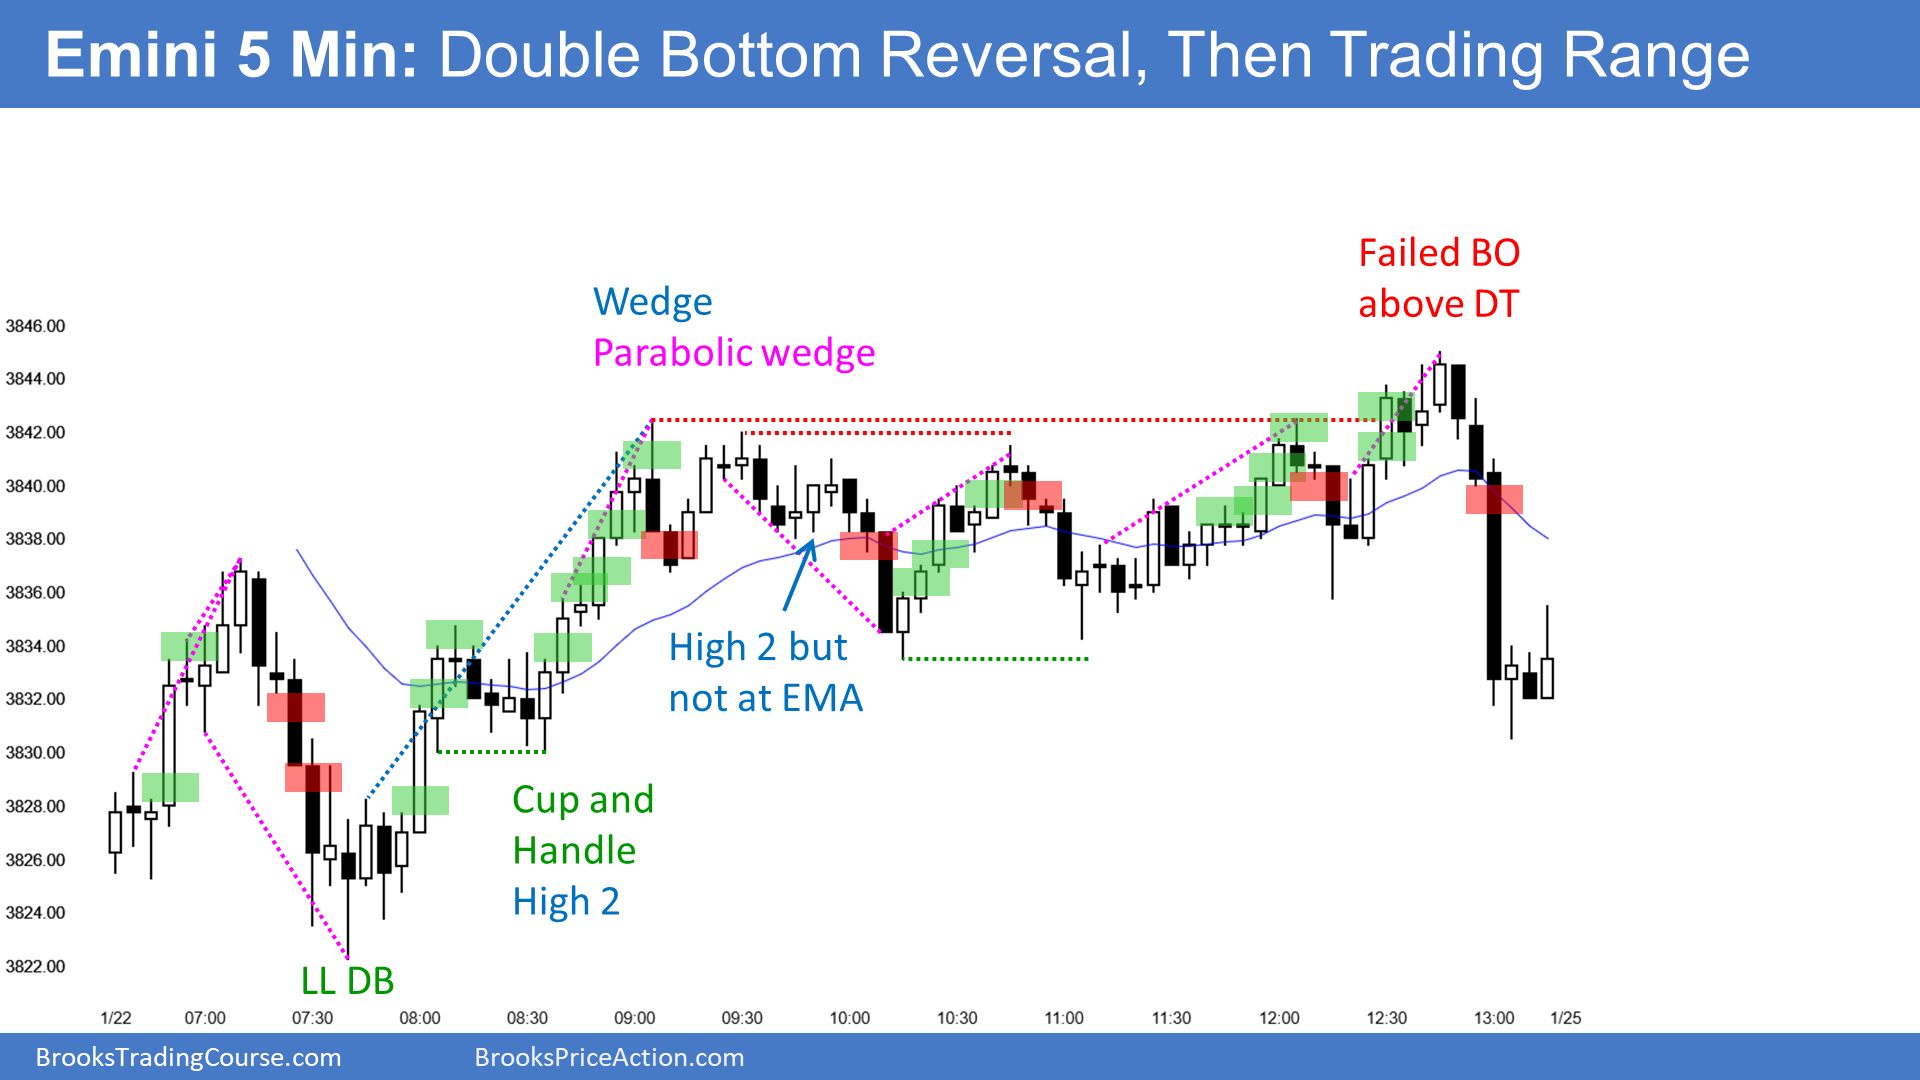 Emini 5 Min: Double Bottom Reversal, Then Trading Range
Failed BO
above DT
Wedge
Parabolic wedge
3846.00
3844.00
3842.00
3840.00
3838.00
3836.00
3834.00
3832.00
3830.00
3828.00
3826.00
3824.00
3822.00
High 2 but
not at EMA
Cup and
Handle
High 2
LL DB
1/22 07:00 07:30 08:00 08:30 09:00 09:30 10:00 10:30 11:00 11:30 12:00 12:30 13:00 1/25
BrooksTradingCourse.com BrooksPriceAction.com